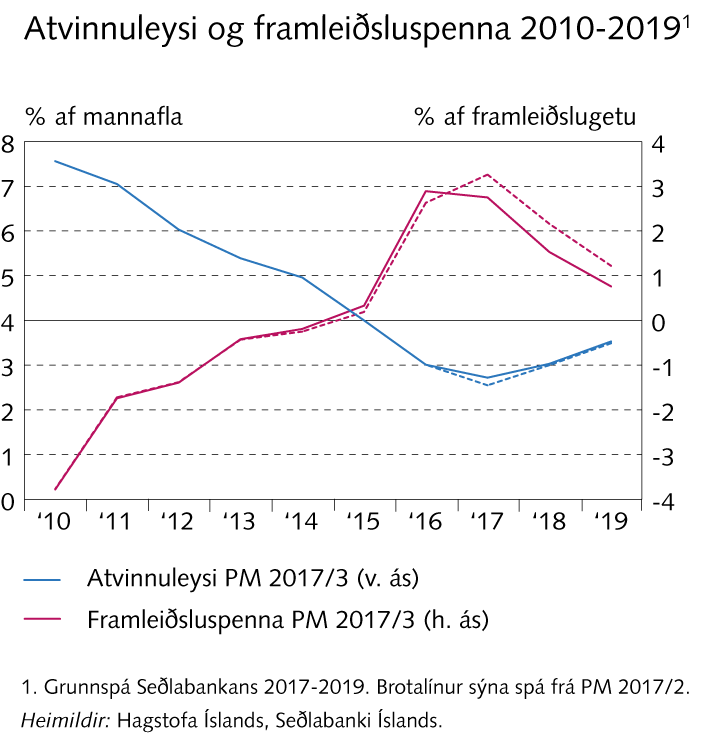 Atvinnuleysi og framleiðsluspenna 2010-2019¹
% af mannafla
% af framleiðslugetu
8 4
7 3
6 2
5 1
4 0
3 -1
2 -2
1 -3
0 -4
‘10 ‘11 ‘12 ‘13 ‘14 ‘15 ‘16 ‘17 ‘18 ‘19
Atvinnuleysi PM 2017/3 (v. ás)
Framleiðsluspenna PM 2017/3 (h. ás)
1. Grunnspá Seðlabankans 2017-2019. Brotalínur sýna spá frá PM 2017/2.
Heimildir: Hagstofa Íslands, Seðlabanki Íslands.